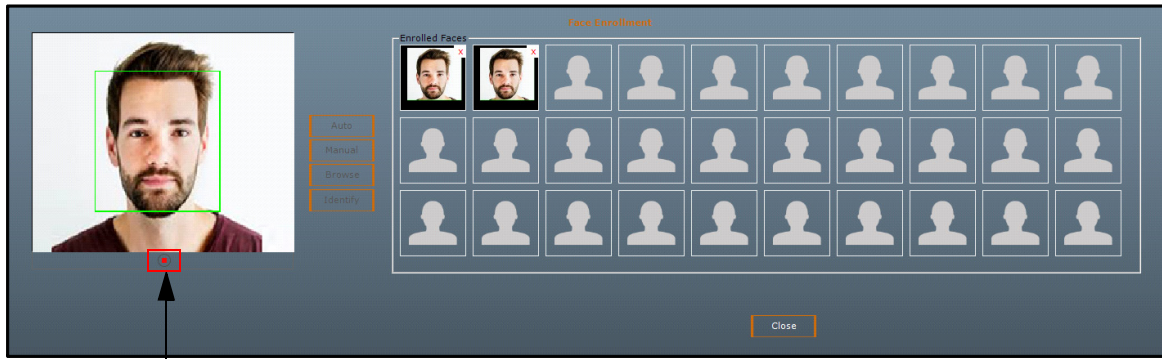 Face Enrollment
Enrolled Faces
x
x
Auto
Manual
Browse
Identify
Close